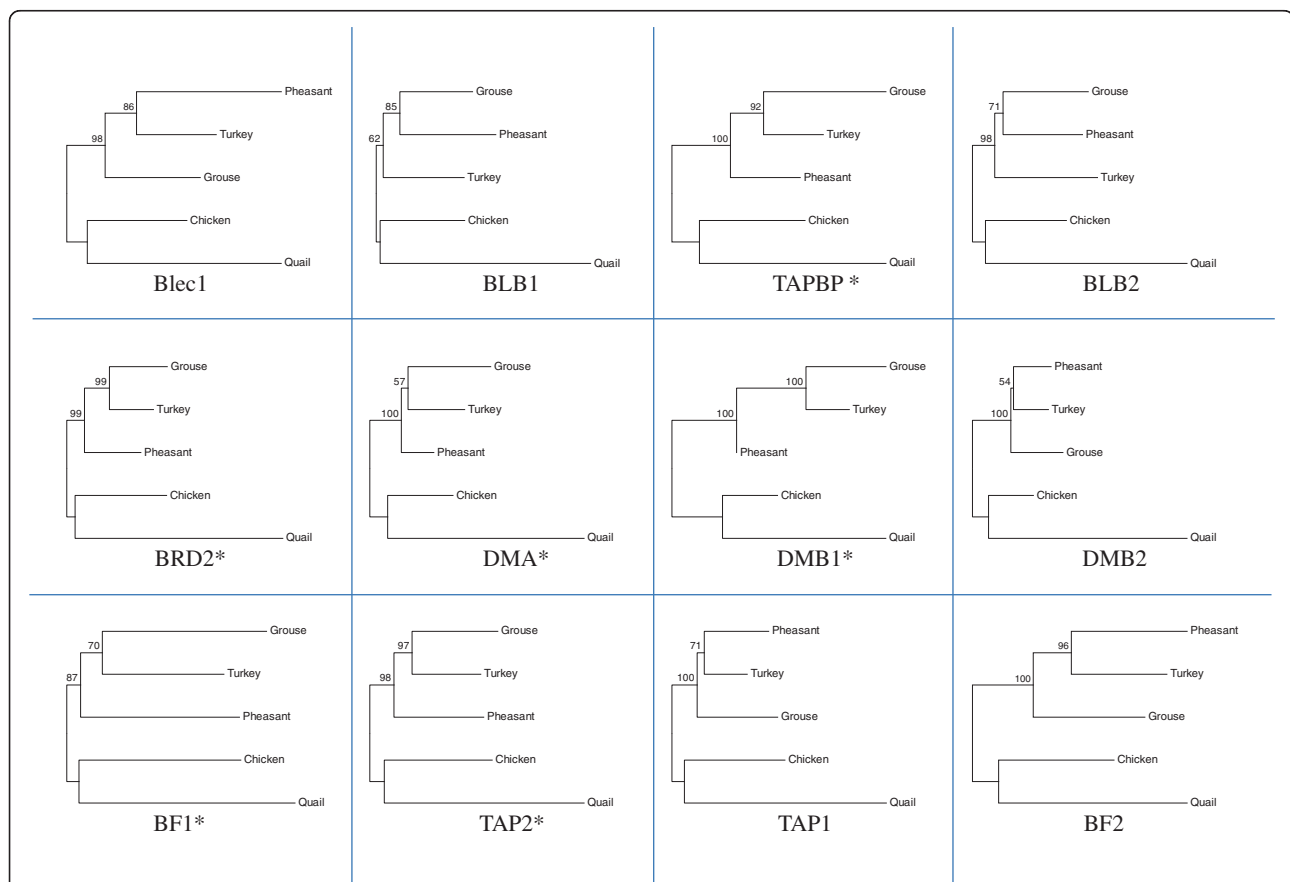 Pheasant
86
Turkey
98
Grouse
Chicken
Quail
Blec1
Grouse
85
Pheasant
62
Turkey
Chicken
Quail
BLB1
Grouse
92
Turkey
100
Pheasant
Chicken
Quail
TAPBP *
Grouse
71
Pheasant
98
Turkey
Chicken
Quail
BLB2
Grouse
99
Turkey
99
Pheasant
Chicken
Quail
BRD2*
Grouse
57
Turkey
100
Pheasant
Chicken
Quail
DMA*
Grouse
100
Turkey
100
Pheasant
Chicken
Quail
DMB1*
Pheasant
54
Turkey
100
Grouse
Chicken
Quail
DMB2
Grouse
70
Turkey
87
Pheasant
Chicken
Quail
BF1*
Grouse
97
Turkey
98
Pheasant
Chicken
Quail
TAP2*
Pheasant
71
Turkey
100
Grouse
Chicken
Quail
TAP1
Pheasant
96
Turkey
100
Grouse
Chicken
Quail
BF2